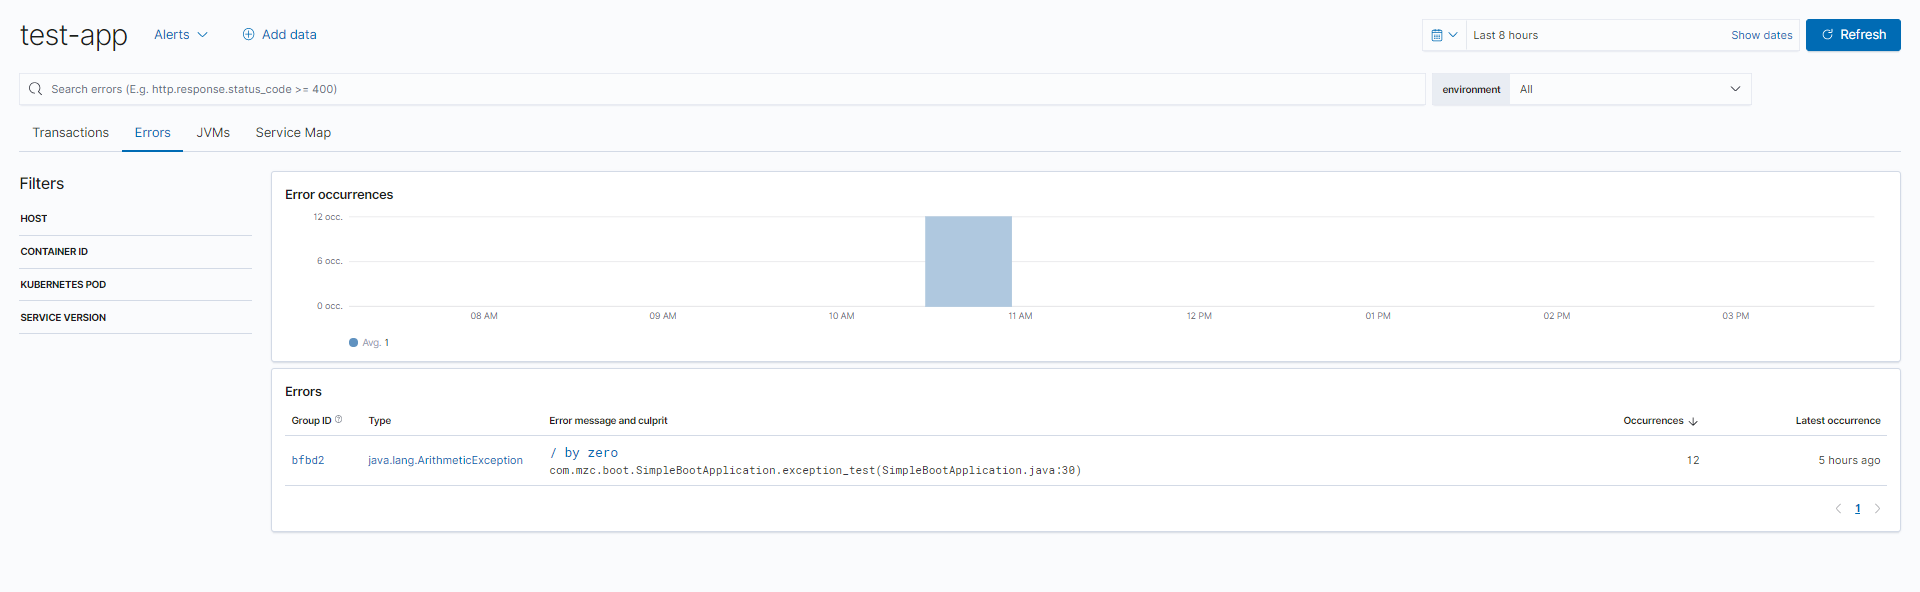 test-app Alerts Add data Last 8 hours Show dates Refresh
Search errors (E.g. http.response.status_code >= 400) environment All
Transactions Errors JVMs Service Map
Filters
HOST
CONTAINER ID
KUBERNETES POD
SERVICE VERSION
Error occurrences
12 occ.
6 occ.
0 occ.
08 AM 09 AM 10 AM 11 AM 12 PM 01 PM 02 PM 03 PM
Avg. 1
Errors
Group ID Type Error message and culprit Occurrences Latest occurrence
bfbd2 java.lang.ArithmeticException / by zero 12 5 hours ago
com.mzc.boot.SimpleBootApplication.exception_test(SimpleBootApplication.java:30)
1